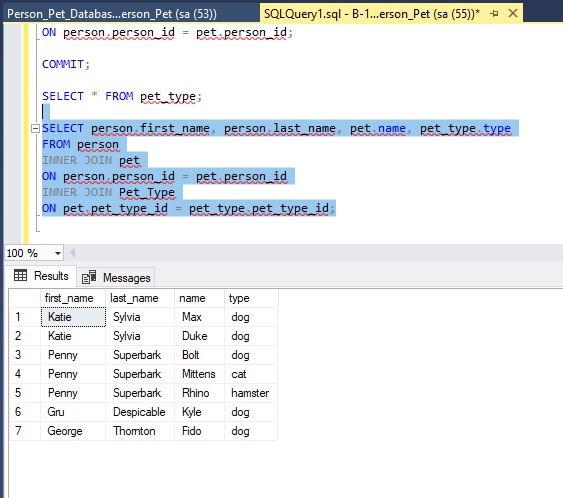 Person_Pet_Databas...erson_Pet (sa (53))
SQLQuery1.sql - B-1...erson_Pet (sa (55))*
ON person.person_id = pet.person_id;
COMMIT;
SELECT * FROM pet_type;
SELECT person.first_name, person.last_name, pet.name, pet_type.type
FROM person
INNER JOIN pet
ON person.person_id = pet.person_id
INNER JOIN Pet_Type
ON pet.pet_type_id = pet_type.pet_type_id;
100 %
Results Messages
first_name last_name name type
1 Katie Sylvia Max dog
2 Katie Sylvia Duke dog
3 Penny Superbark Bolt dog
4 Penny Superbark Mittens cat
5 Penny Superbark Rhino hamster
6 Gru Despicable Kyle dog
7 George Thornton Fido dog